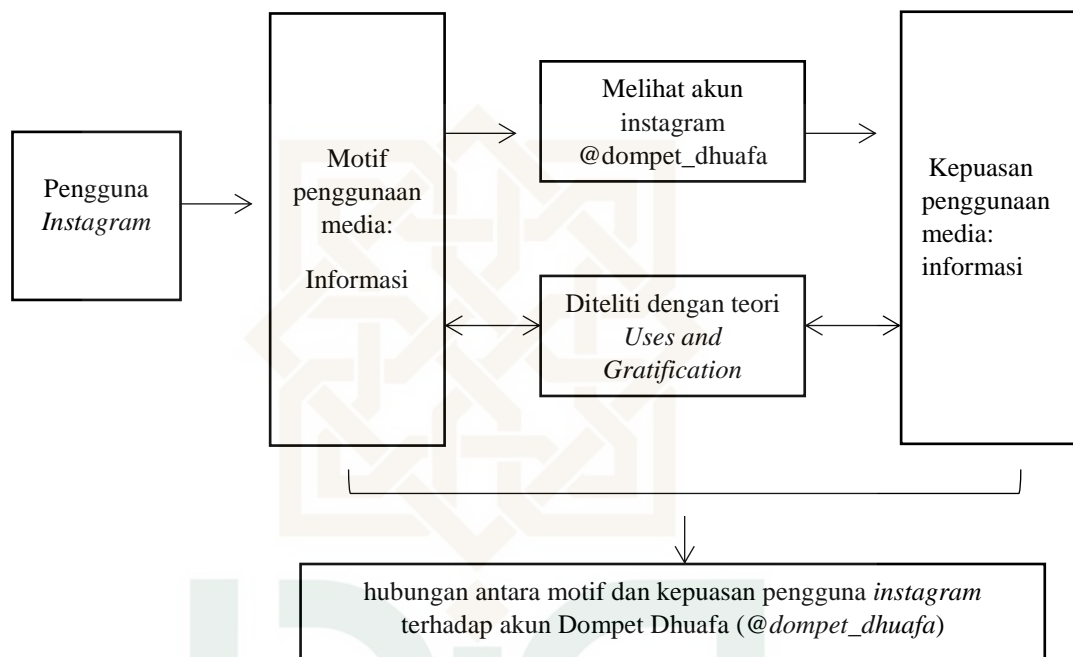 Pengguna
Instagram
Motif
penggunaan
media:
Informasi
Melihat akun
instagram
@dompet_dhuafa
Diteliti dengan teori
Uses and
Gratification
Kepuasan
penggunaan
media:
informasi
hubungan antara motif dan kepuasan pengguna instagram
terhadap akun Dompet Dhuafa (@dompet_dhuafa)